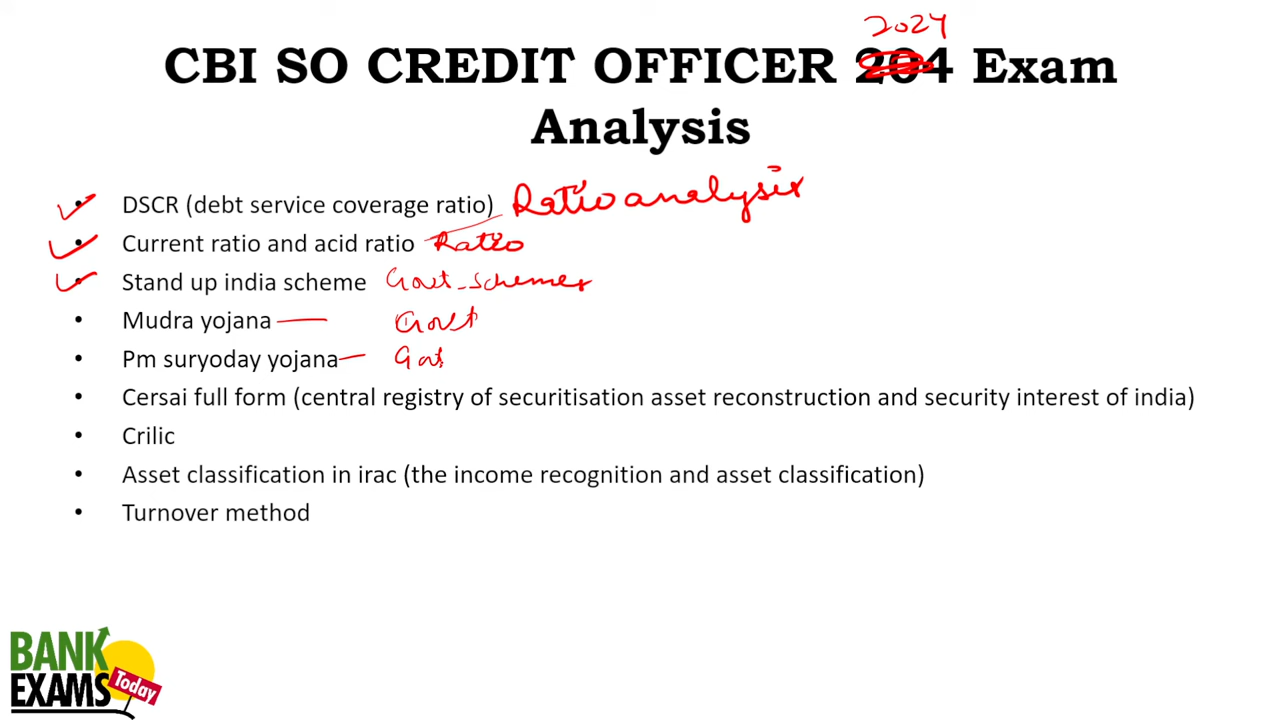 2024
CBI SO CREDIT OFFICER 204 Exam
Analysis
• DSCR (debt service coverage ratio) Ratio analysis
• Current ratio and acid ratio Ratio
• Stand up india scheme Govt-Schemes
• Mudra yojana — Govt
• Pm suryoday yojana —
• Cersai full form (central registry of securitisation asset reconstruction and security interest of india)
• Crilic
• Asset classification in irac (the income recognition and asset classification)
• Turnover method
BANK
EXAMS
Today